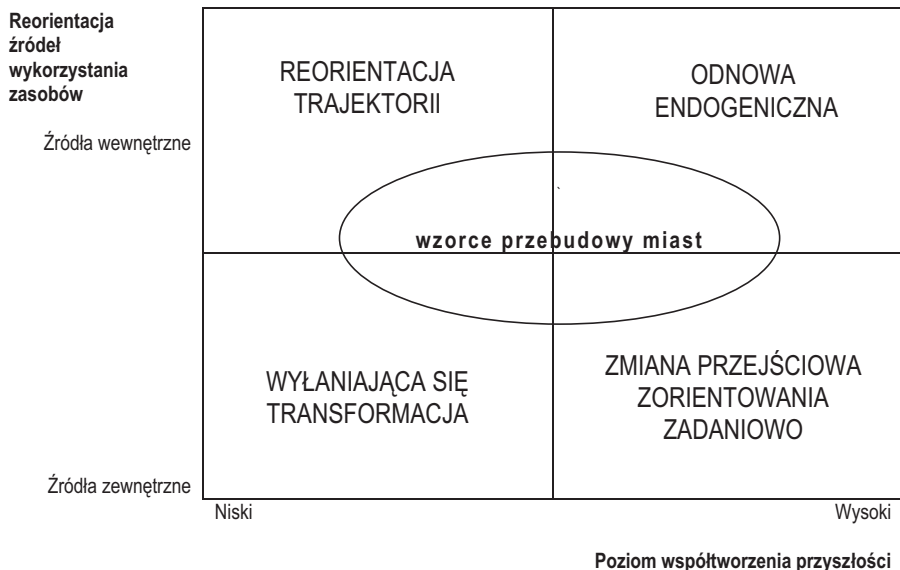 Reorientacja
źródeł
wykorzystania
zasobów
REORIENTACJA
TRAJEKTORII
ODNOWA
ENDOGENICZNA
Źródła wewnętrzne
wzorce przebudowy miast
WYŁANIAJĄCA SIĘ
TRANSFORMACJA
ZMIANA PRZEJŚCIOWA
ZORIENTOWANIA
ZADANIOWO
Źródła zewnętrzne
Niski
Wysoki
Poziom współtworzenia przyszłości